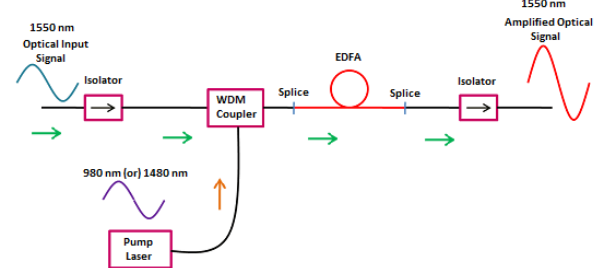 1550 nm
Optical Input
Signal
Isolator
WDM
Coupler
Splice
EDFA
Splice
Isolator
1550 nm
Amplified Optical
Signal
980 nm (or) 1480 nm
Pump
Laser